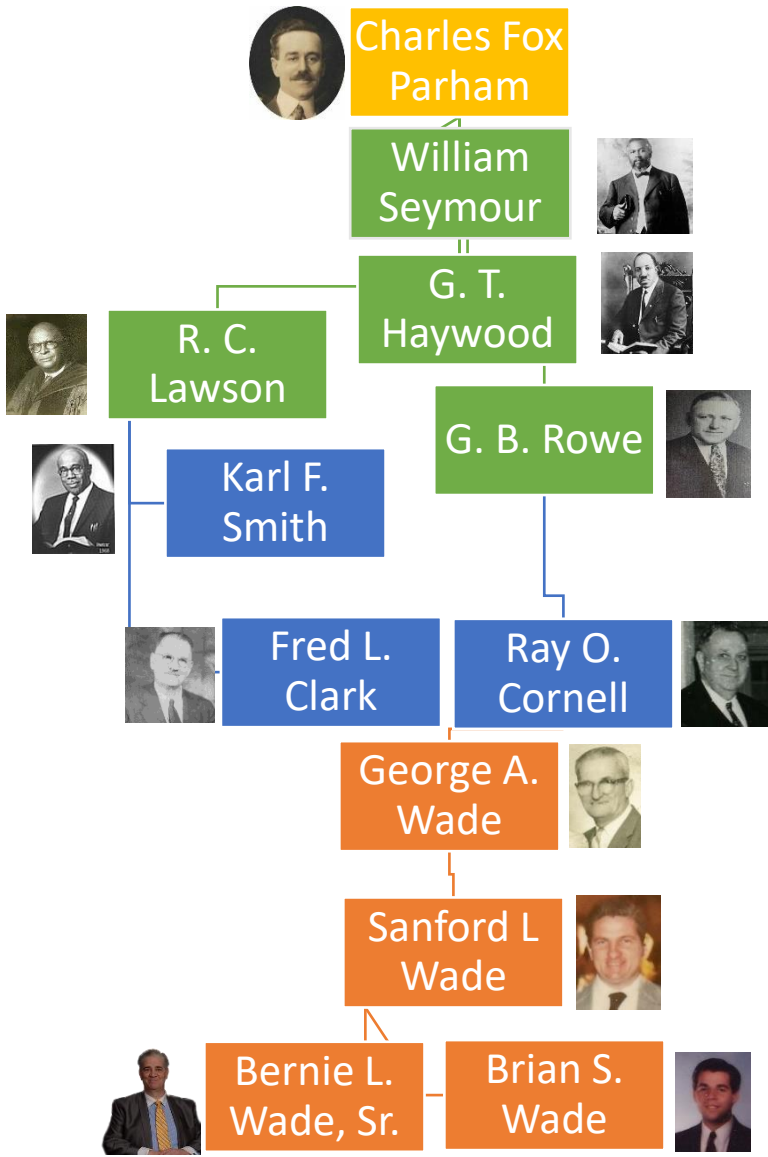 Charles Fox
Parham
William
Seymour
G. T.
Haywood
R. C.
Lawson
G. B. Rowe
Karl F.
Smith
Fred L.
Clark
Ray O.
Cornell
George A.
Wade
Sanford L
Wade
Bernie L.
Wade, Sr.
Brian S.
Wade